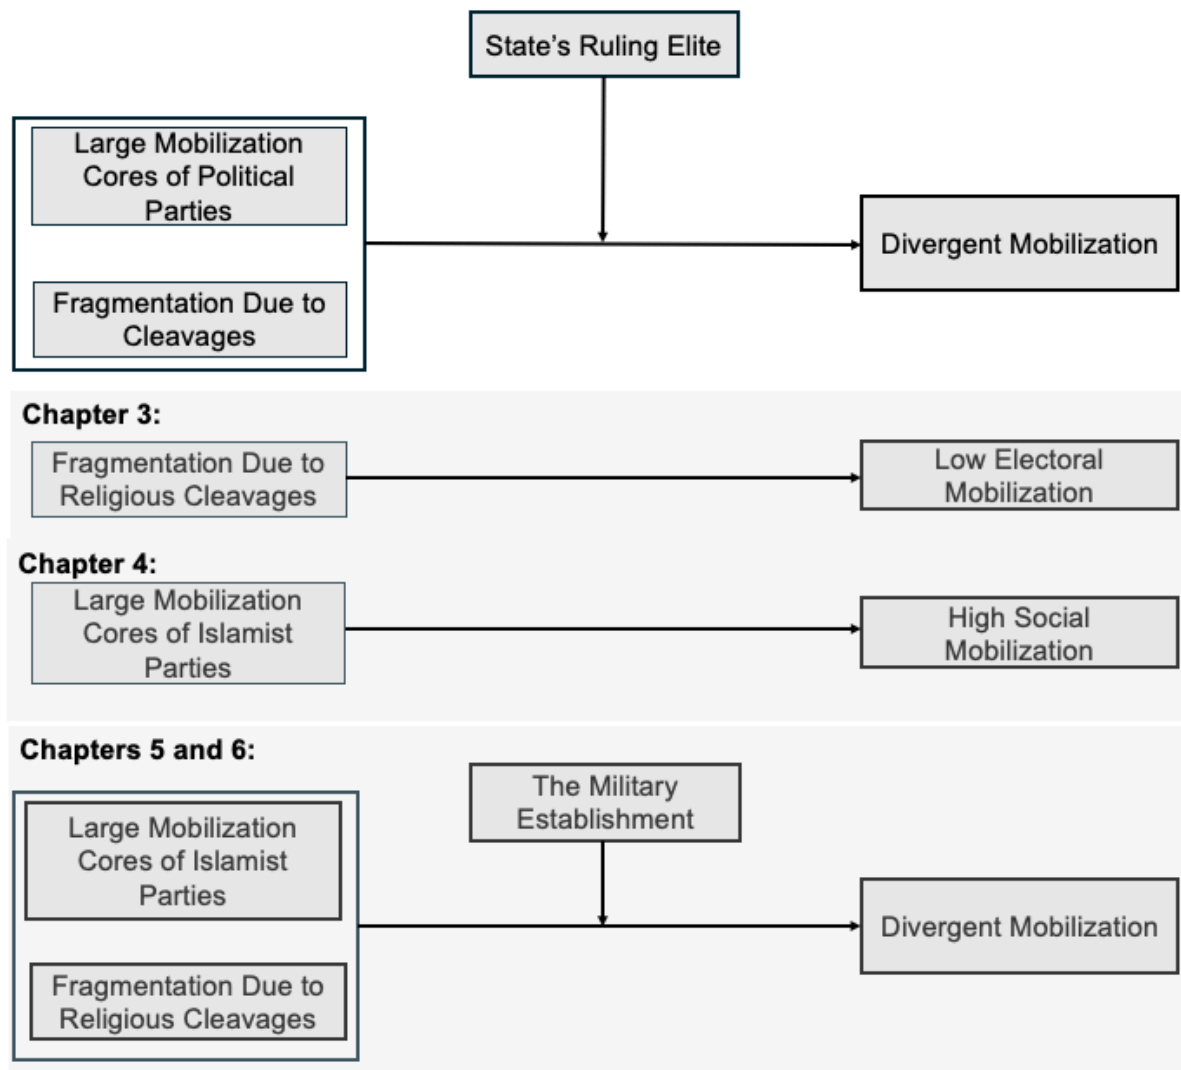 State’s Ruling Elite
Large Mobilization
Cores of Political
Parties
Fragmentation Due to
Cleavages
Divergent Mobilization
Chapter 3:
Fragmentation Due to
Religious Cleavages
Low Electoral
Mobilization
Chapter 4:
Large Mobilization
Cores of Islamist
Parties
High Social
Mobilization
Chapters 5 and 6:
The Military
Establishment
Large Mobilization
Cores of Islamist
Parties
Fragmentation Due to
Religious Cleavages
Divergent Mobilization